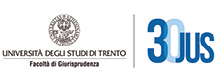 UNIVERSITÀ DEGLI STUDI DI TRENTO
Facoltà di Giurisprudenza
30JUS